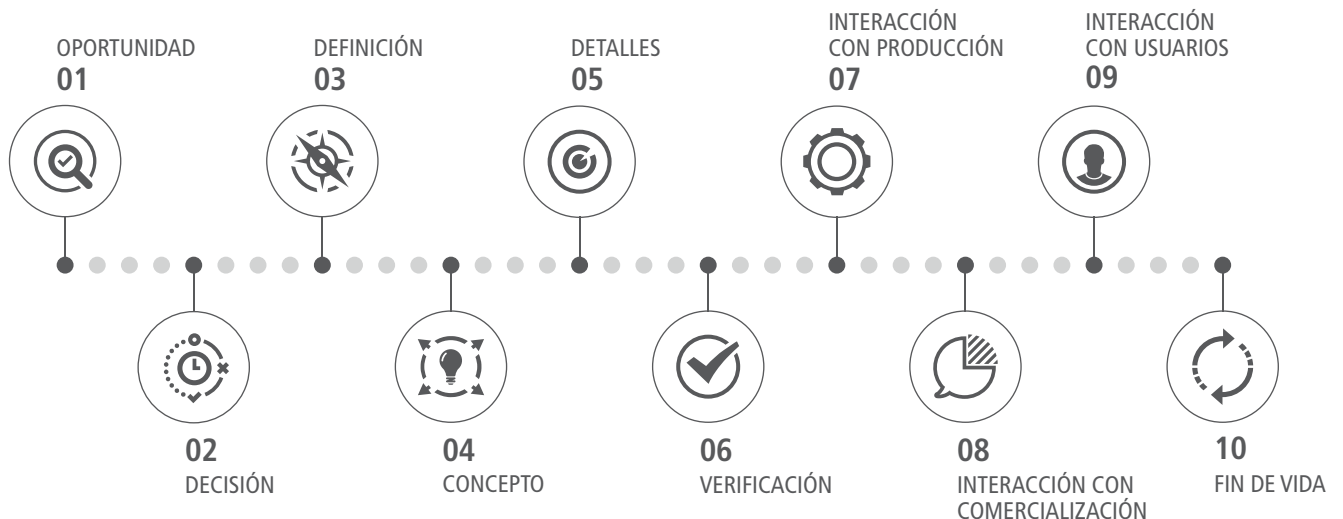 OPORTUNIDAD
01
DEFINICIÓN
03
DETALLES
05
INTERACCIÓN
CON PRODUCCIÓN
07
INTERACCIÓN
CON USUARIOS
09
02
DECISIÓN
04
CONCEPTO
06
VERIFICACIÓN
08
INTERACCIÓN CON
COMERCIALIZACIÓN
10
FIN DE VIDA